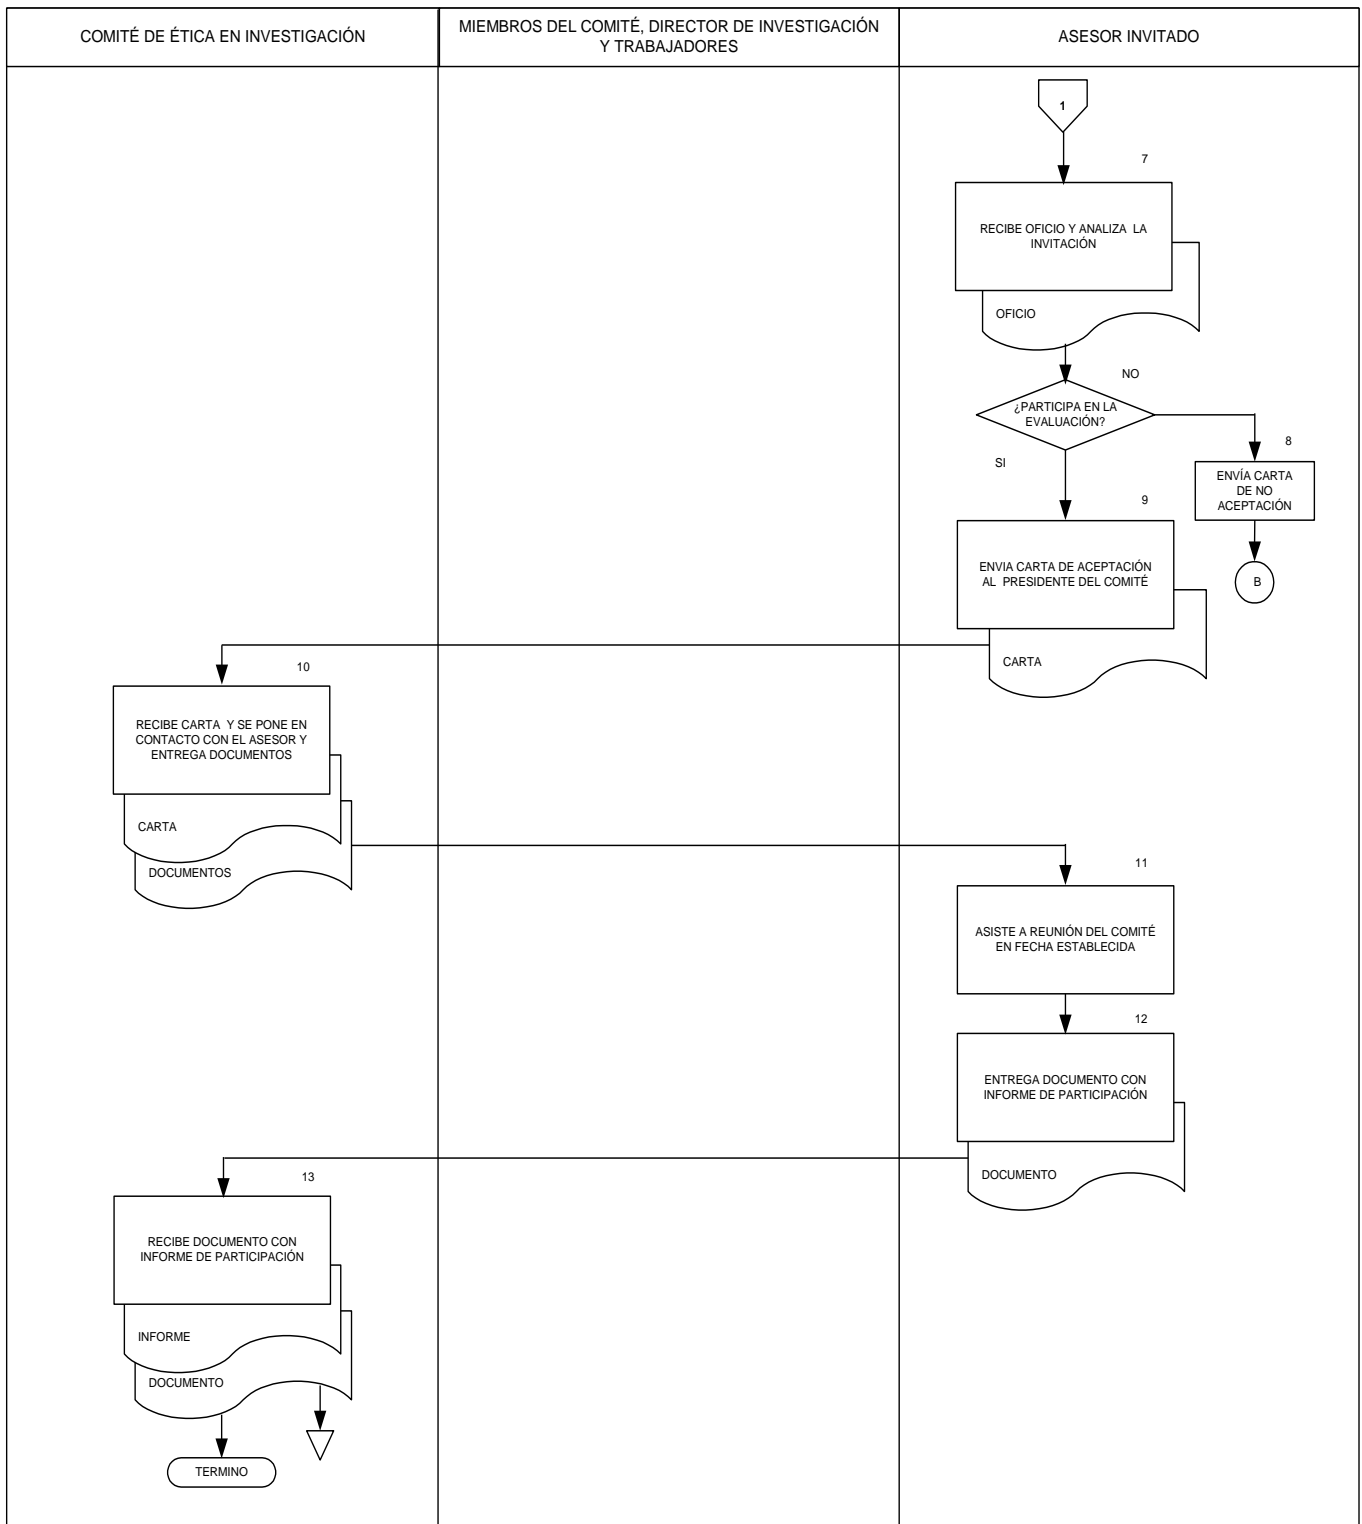 COMITÉ DE ÉTICA EN INVESTIGACIÓN
MIEMBROS DEL COMITÉ, DIRECTOR DE INVESTIGACIÓN
Y TRABAJADORES
ASESOR INVITADO
1
7
RECIBE OFICIO Y ANALIZA LA
INVITACIÓN
OFICIO
NO
¿PARTICIPA EN LA
EVALUACIÓN?
8
SI
ENVÍA CARTA
DE NO
ACEPTACIÓN
9
ENVIA CARTA DE ACEPTACIÓN
AL PRESIDENTE DEL COMITÉ
B
CARTA
10
RECIBE CARTA Y SE PONE EN
CONTACTO CON EL ASESOR Y
ENTREGA DOCUMENTOS
CARTA
DOCUMENTOS
11
ASISTE A REUNIÓN DEL COMITÉ
EN FECHA ESTABLECIDA
12
ENTREGA DOCUMENTO CON
INFORME DE PARTICIPACIÓN
DOCUMENTO
13
RECIBE DOCUMENTO CON
INFORME DE PARTICIPACIÓN
INFORME
DOCUMENTO
TERMINO